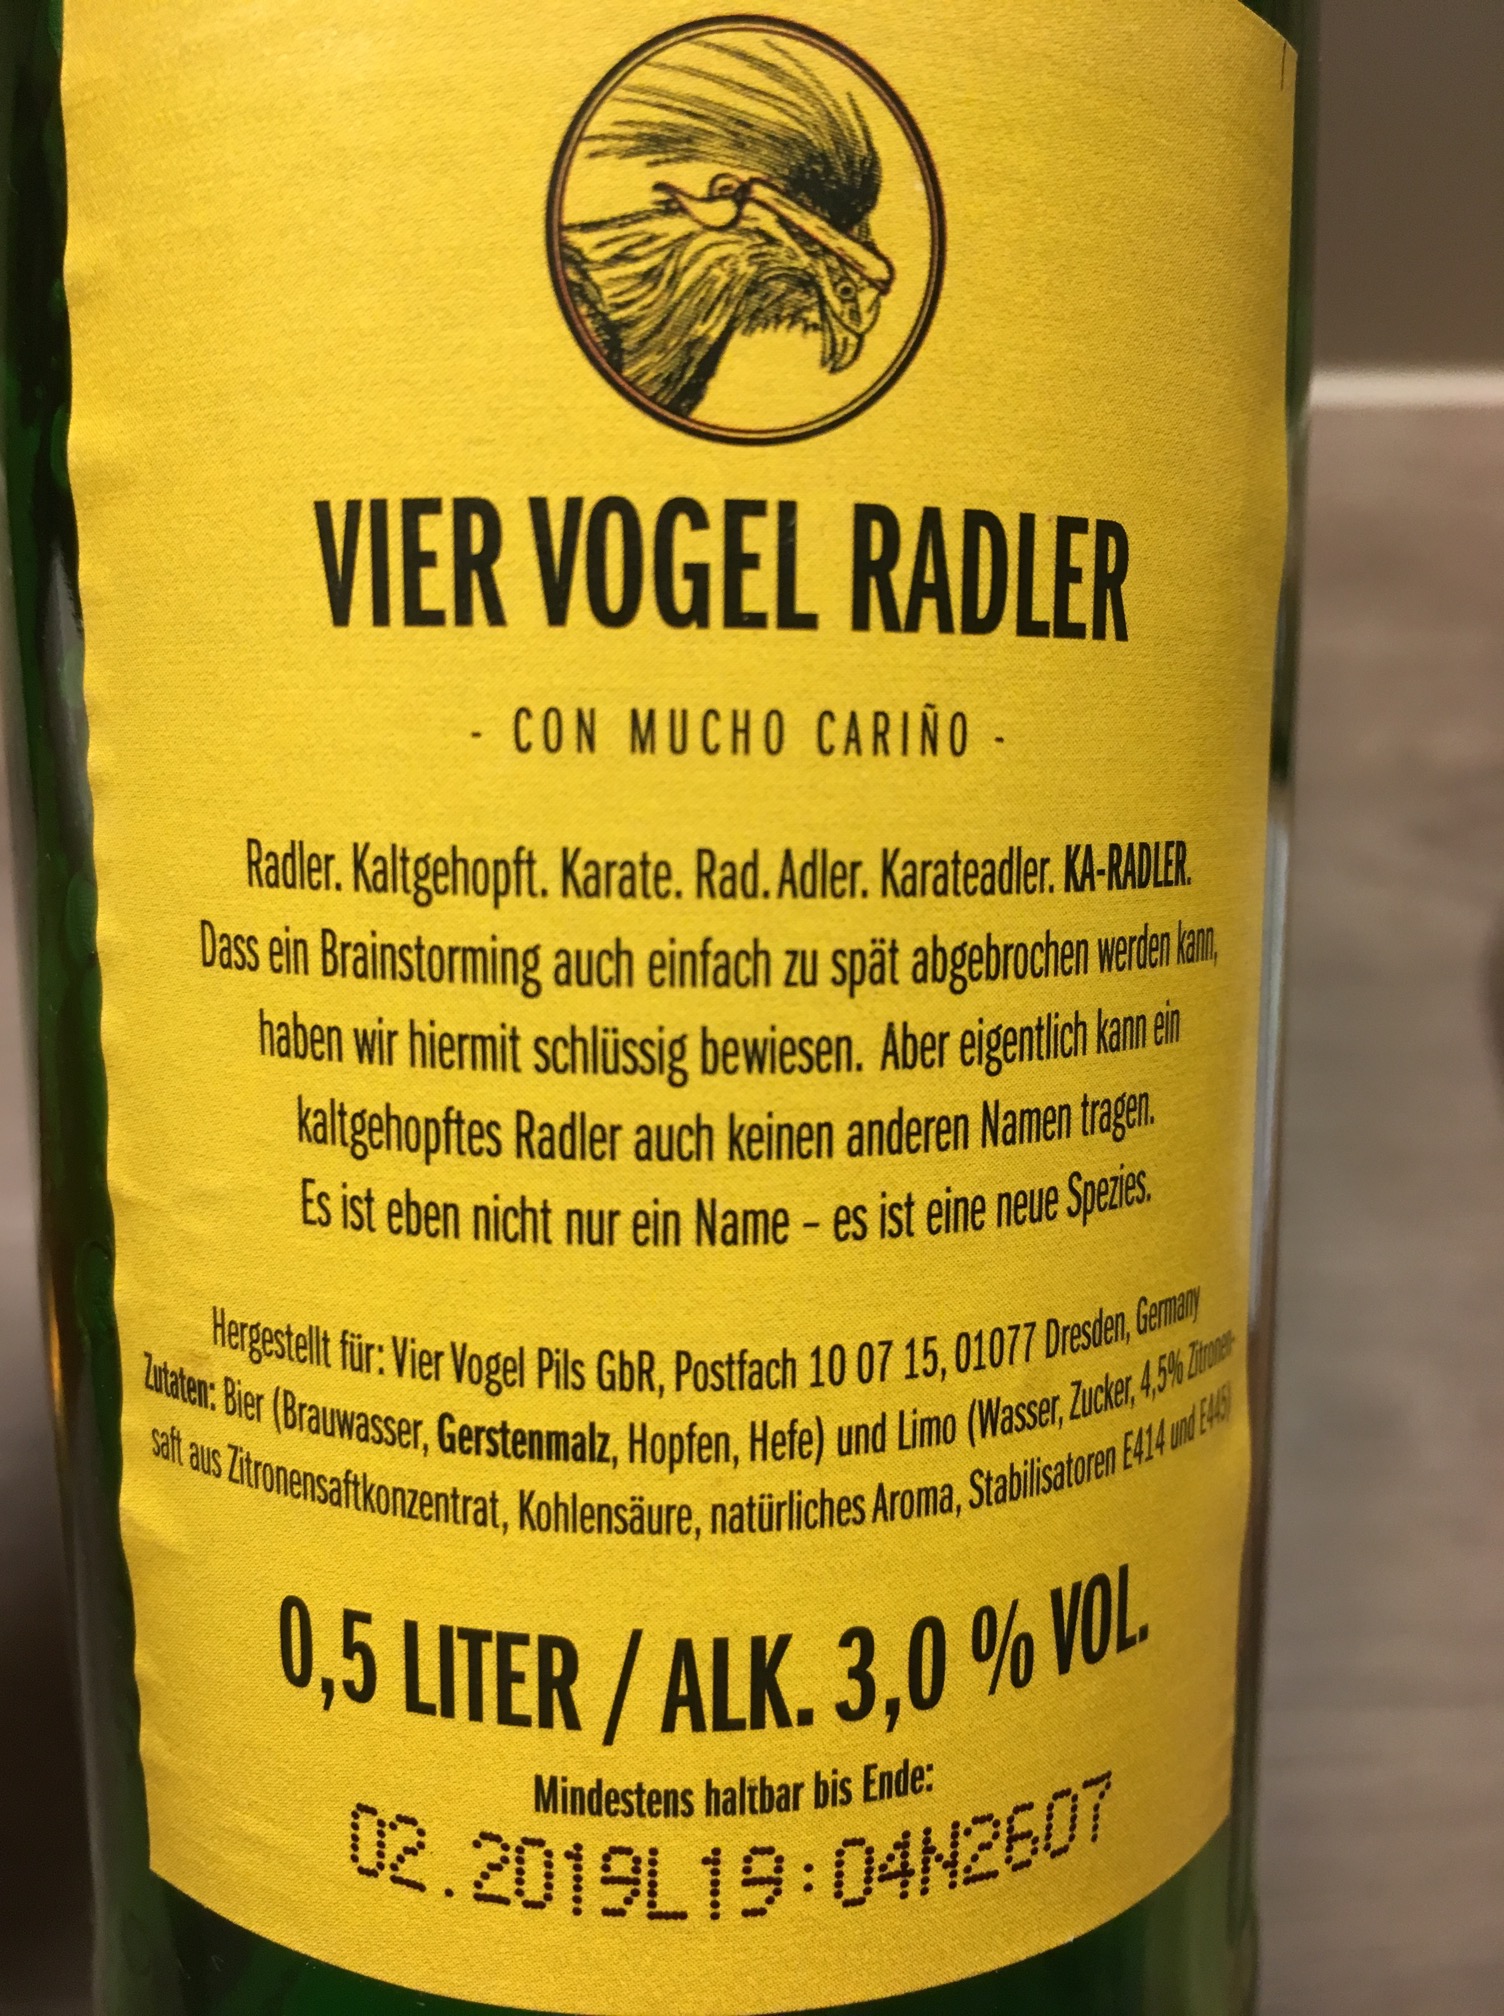 VIER VOGEL RADLER
- CON MUCHO CARIÑO -
Radler. Kaltgehopft. Karate. Rad. Adler. Karateadler. KA-RADLER.
Dass ein Brainstorming auch einfach zu spät abgebrochen werden kann,
haben wir hiermit schlüssig bewiesen. Aber eigentlich kann ein
kaltgehopftes Radler auch keinen anderen Namen tragen.
Es ist eben nicht nur ein Name – es ist eine neue Spezies.
Hergestellt für: Vier Vogel Pils GbR, Postfach 10 07 15, 01077 Dresden, Germany
Zutaten: Bier (Brauwasser, Gerstenmalz, Hopfen, Hefe) und Limo (Wasser, Zucker, 4,5% Zitronen-
saft aus Zitronensaftkonzentrat, Kohlensäure, natürliches Aroma, Stabilisatoren E414 und E445)
0,5 LITER / ALK. 3,0 % VOL.
Mindestens haltbar bis Ende:
02.2019L19:04N2607